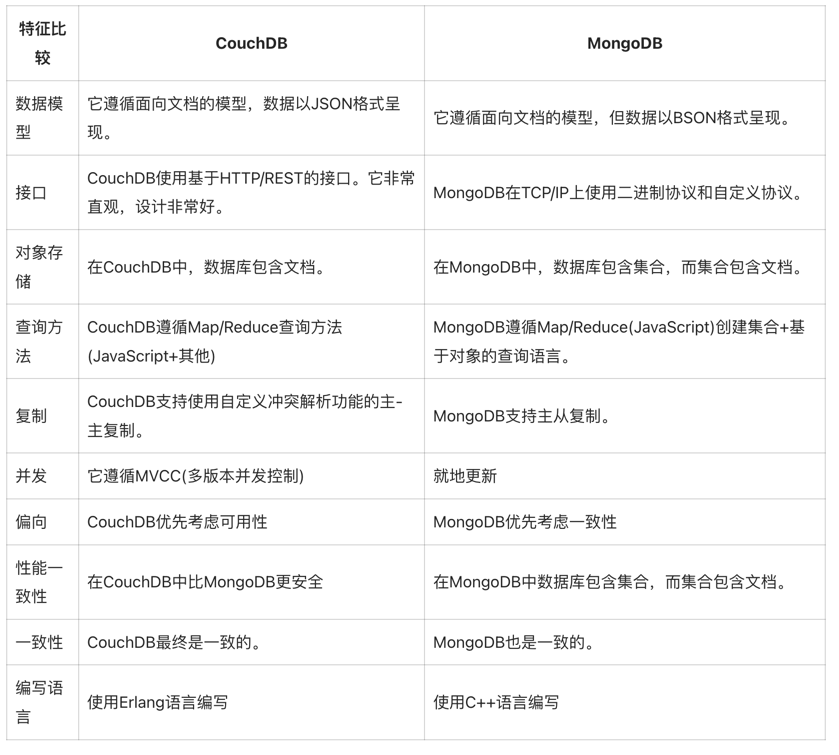 特征比
较
CouchDB
MongoDB
数据模
型
它遵循面向文档的模型，数据以JSON格式呈
现。
它遵循面向文档的模型，但数据以BSON格式呈现。
接口
CouchDB使用基于HTTP/REST的接口。它非常
直观，设计非常好。
MongoDB在TCP/IP上使用二进制协议和自定义协议。
对象存
储
在CouchDB中，数据库包含文档。
在MongoDB中，数据库包含集合，而集合包含文档。
查询方
法
CouchDB遵循Map/Reduce查询方法
(JavaScript+其他)
MongoDB遵循Map/Reduce(JavaScript)创建集合+基
于对象的查询语言。
复制
CouchDB支持使用自定义冲突解析功能的主-
主复制。
MongoDB支持主从复制。
并发
它遵循MVCC(多版本并发控制)
就地更新
偏向
CouchDB优先考虑可用性
MongoDB优先考虑一致性
性能一
致性
在CouchDB中比MongoDB更安全
在MongoDB中数据库包含集合，而集合包含文档。
一致性
CouchDB最终是一致的。
MongoDB也是一致的。
编写语
言
使用Erlang语言编写
使用C++语言编写